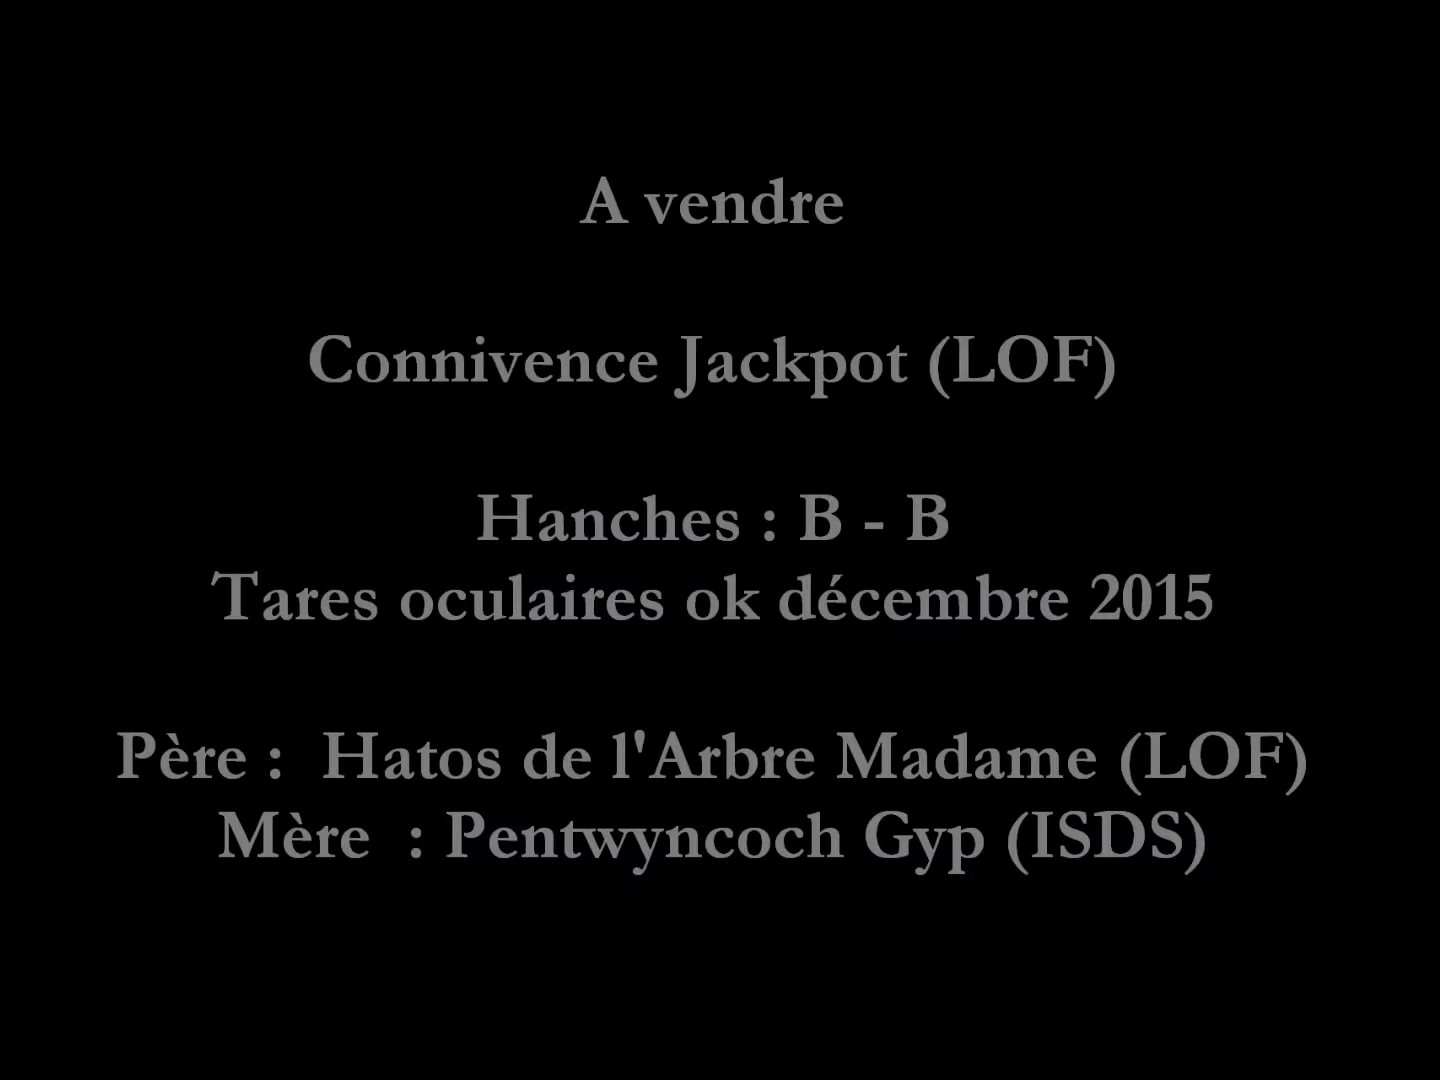 A vendre
Connivence Jackpot (LOF)
Hanches : B - B
Tares oculaires ok décembre 2015
Père :  Hatos de l'Arbre Madame (LOF)
Mère  : Pentwyncoch Gyp (ISDS)